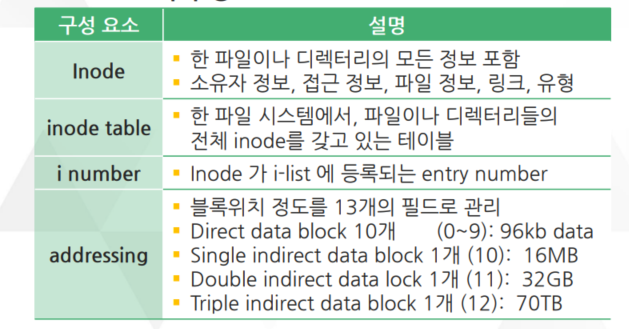 구성 요소 설명
Inode
▪ 한 파일이나 디렉터리의 모든 정보 포함
▪ 소유자 정보, 접근 정보, 파일 정보, 링크, 유형
inode table
▪ 한 파일 시스템에서, 파일이나 디렉터리들의
전체 inode를 갖고 있는 테이블
i number
▪ Inode 가 i-list 에 등록되는 entry number
addressing
▪ 블록위치 정도를 13개의 필드로 관리
▪ Direct data block 10개 (0~9): 96kb data
▪ Single indirect data block 1개 (10): 16MB
▪ Double indirect data lock 1개 (11): 32GB
▪ Triple indirect data block 1개 (12): 70TB